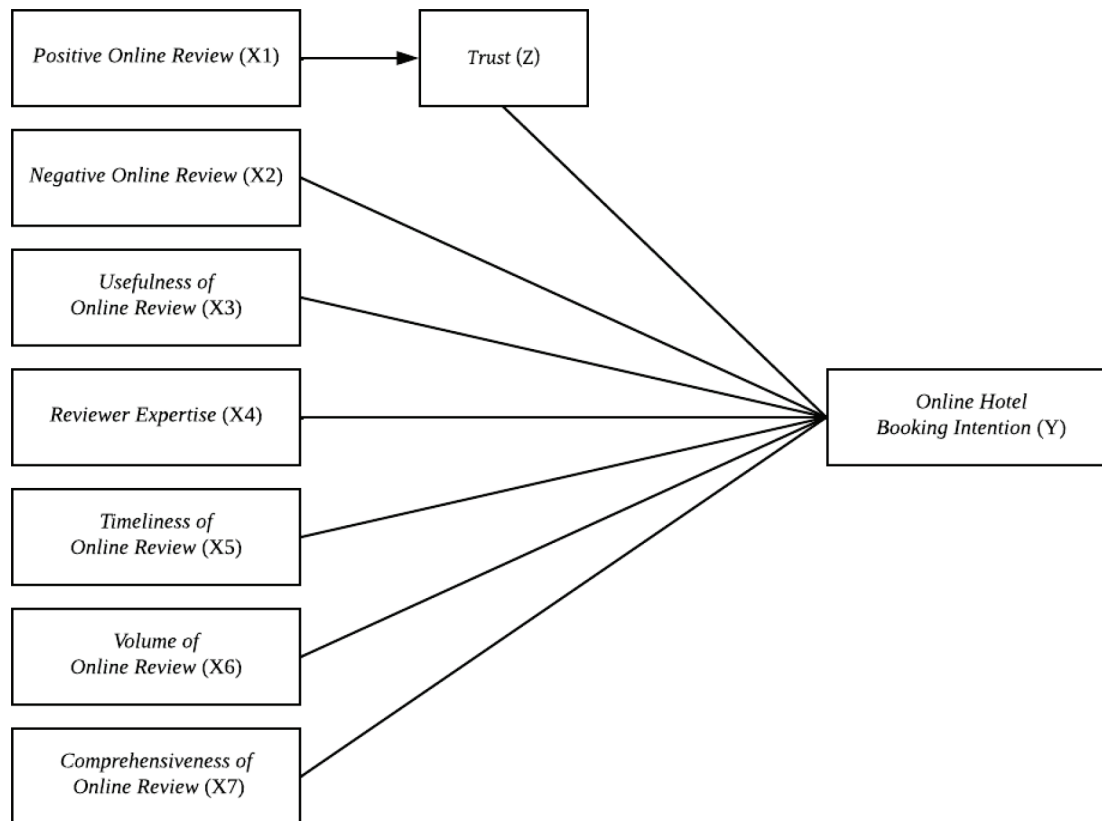 Positive Online Review (X1)
Trust (Z)
Negative Online Review (X2)
Usefulness of
Online Review (X3)
Reviewer Expertise (X4)
Online Hotel
Booking Intention (Y)
Timeliness of
Online Review (X5)
Volume of
Online Review (X6)
Comprehensiveness of
Online Review (X7)